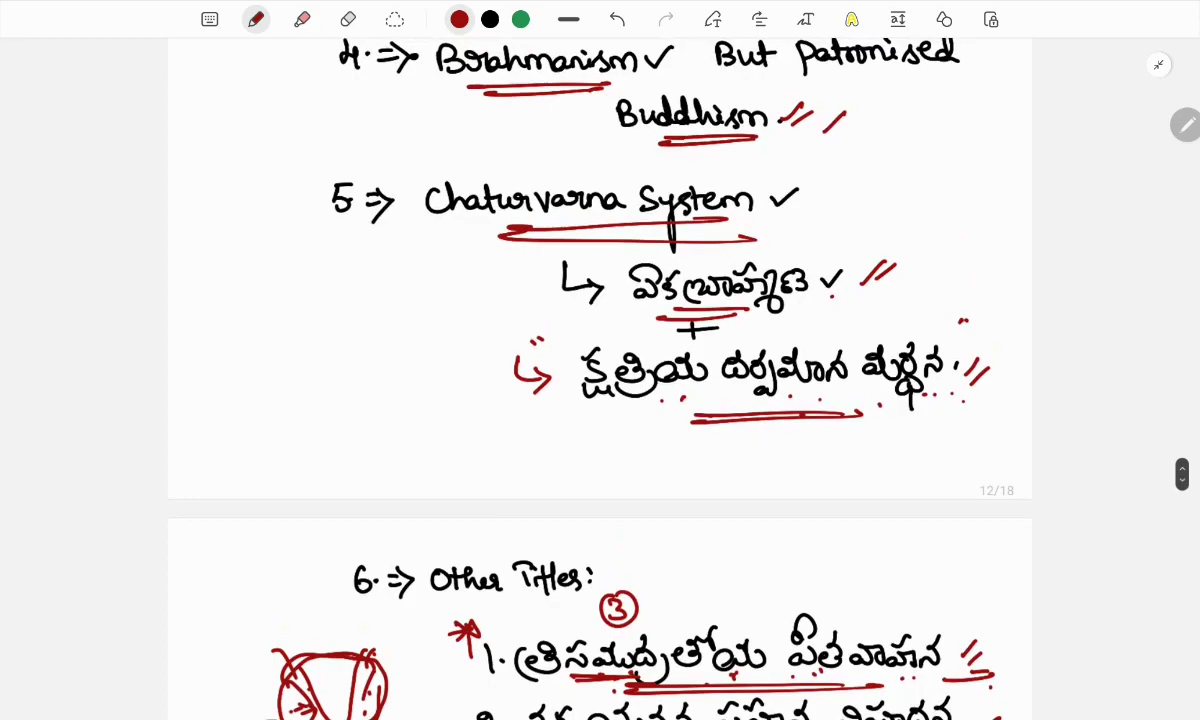 4. => Brahmanism ✓ But Patronised
Buddhism.
5 => Chaturvarna System ✓
ఏకబ్రాహ్మణ ✓
+
క్షత్రియ దర్పమాన మర్ధన.
12/18
6. => Other Titles:
3
1. త్రిసముద్రతోయ పీతవాహన